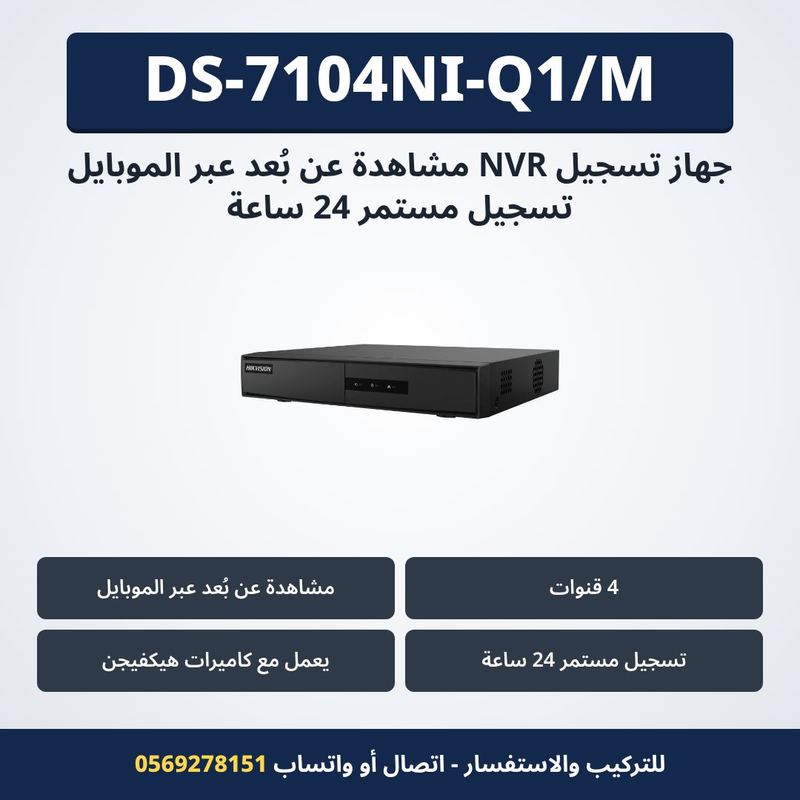 DS-7104NI-Q1/M
جهاز تسجيل NVR مشاهدة عن بُعد عبر الموبايل
تسجيل مستمر 24 ساعة
HIKVISION
4 قنوات
مشاهدة عن بُعد عبر الموبايل
تسجيل مستمر 24 ساعة
يعمل مع كاميرات هيكفيجن
للتركيب والاستفسار - اتصال أو واتساب 0569278151